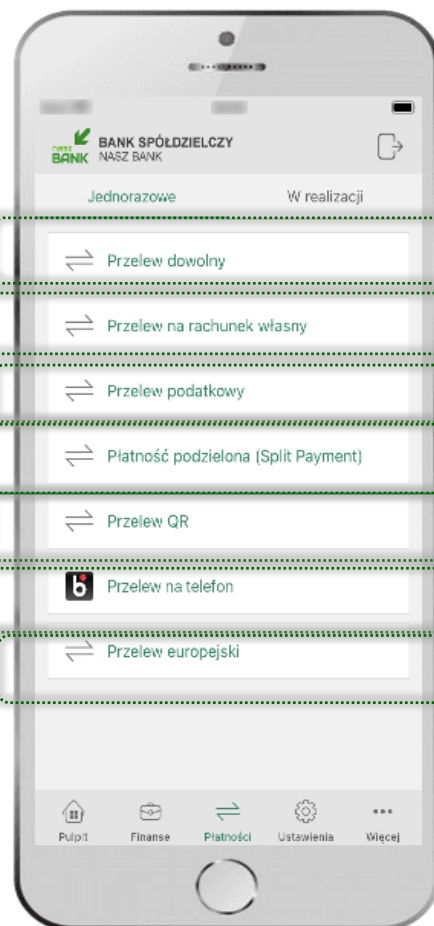 nasz
BANK
BANK SPÓŁDZIELCZY
NASZ BANK
Jednorazowe
W realizacji
Przelew dowolny
Przelew na rachunek własny
Przelew podatkowy
Płatność podzielona (Split Payment)
Przelew QR
Przelew na telefon
Przelew europejski
Pulpit
Finanse
Płatności
Ustawienia
Więcej